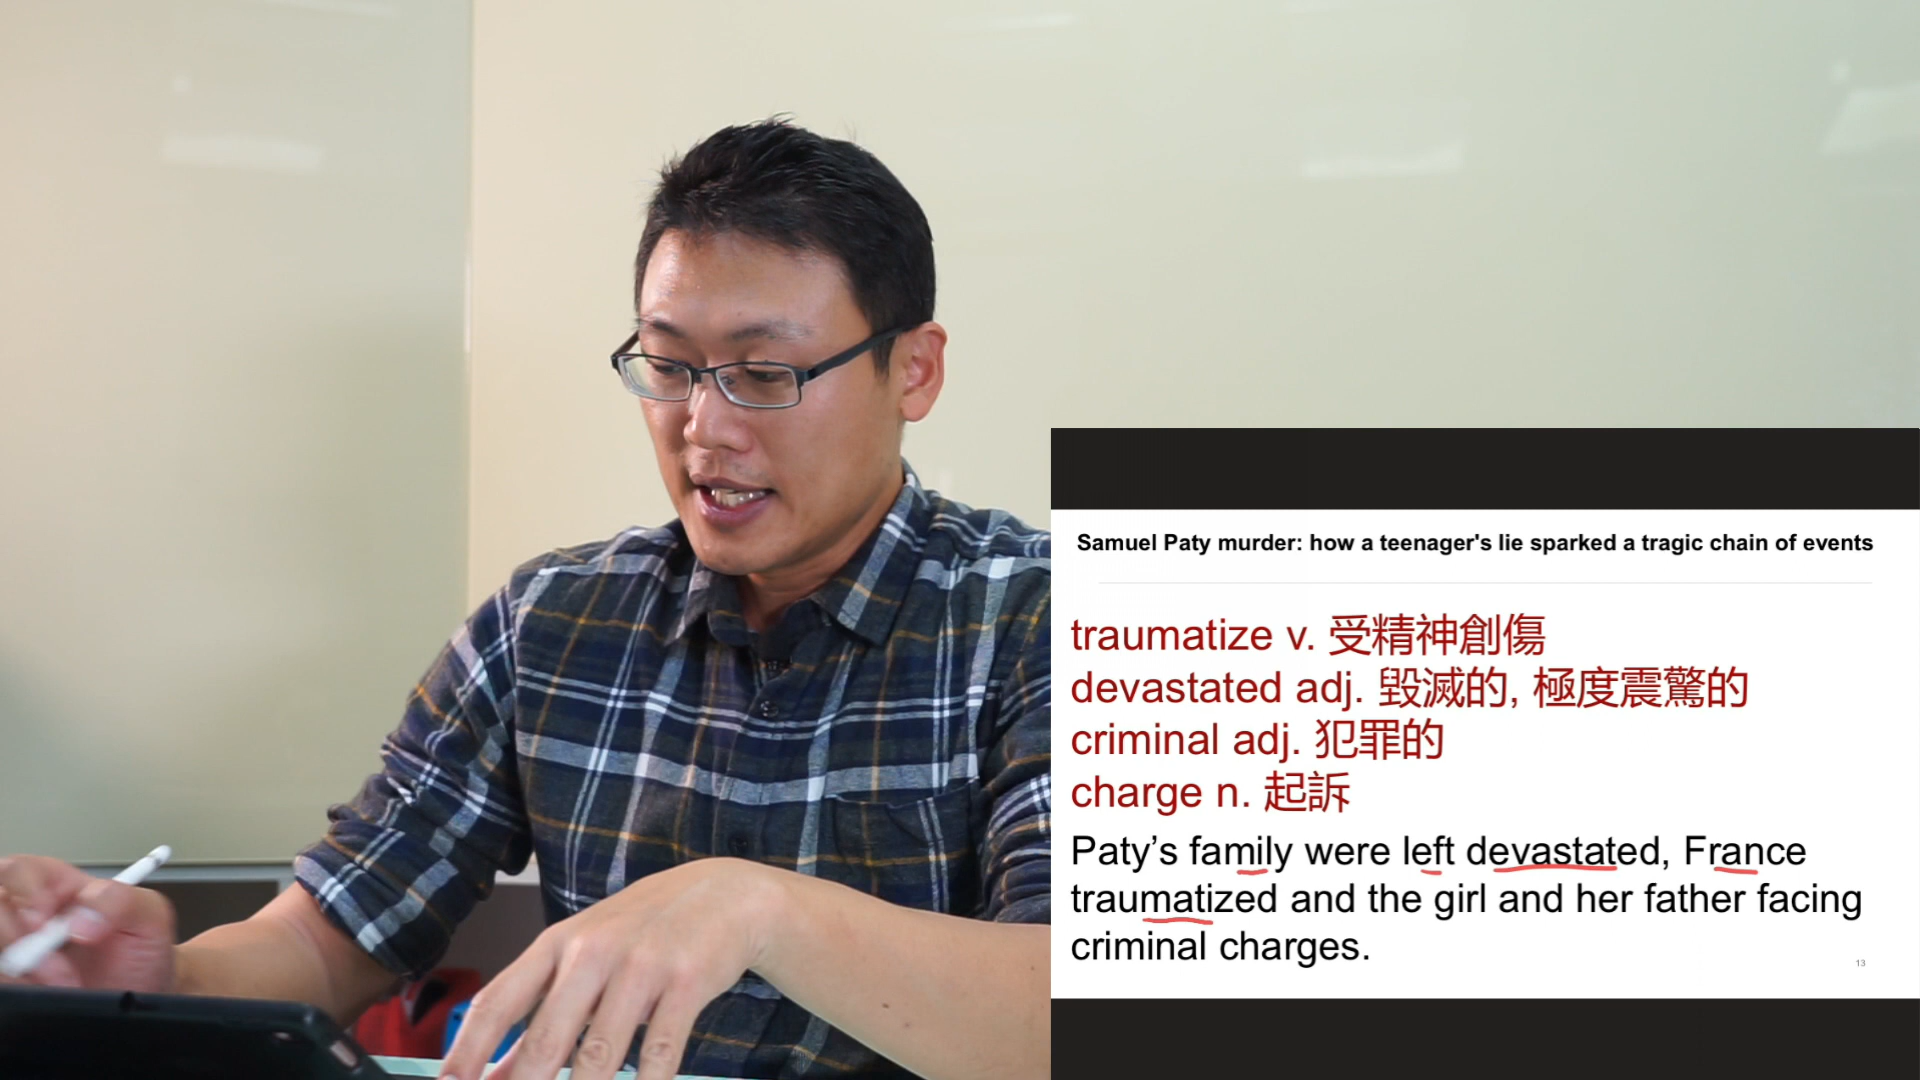 Samuel Paty murder: how a teenager's lie sparked a tragic chain of events
traumatize v. 受精神創傷
devastated adj. 毀滅的, 極度震驚的
criminal adj. 犯罪的
charge n. 起訴
Paty’s family were left devastated, France
traumatized and the girl and her father facing
criminal charges.
13